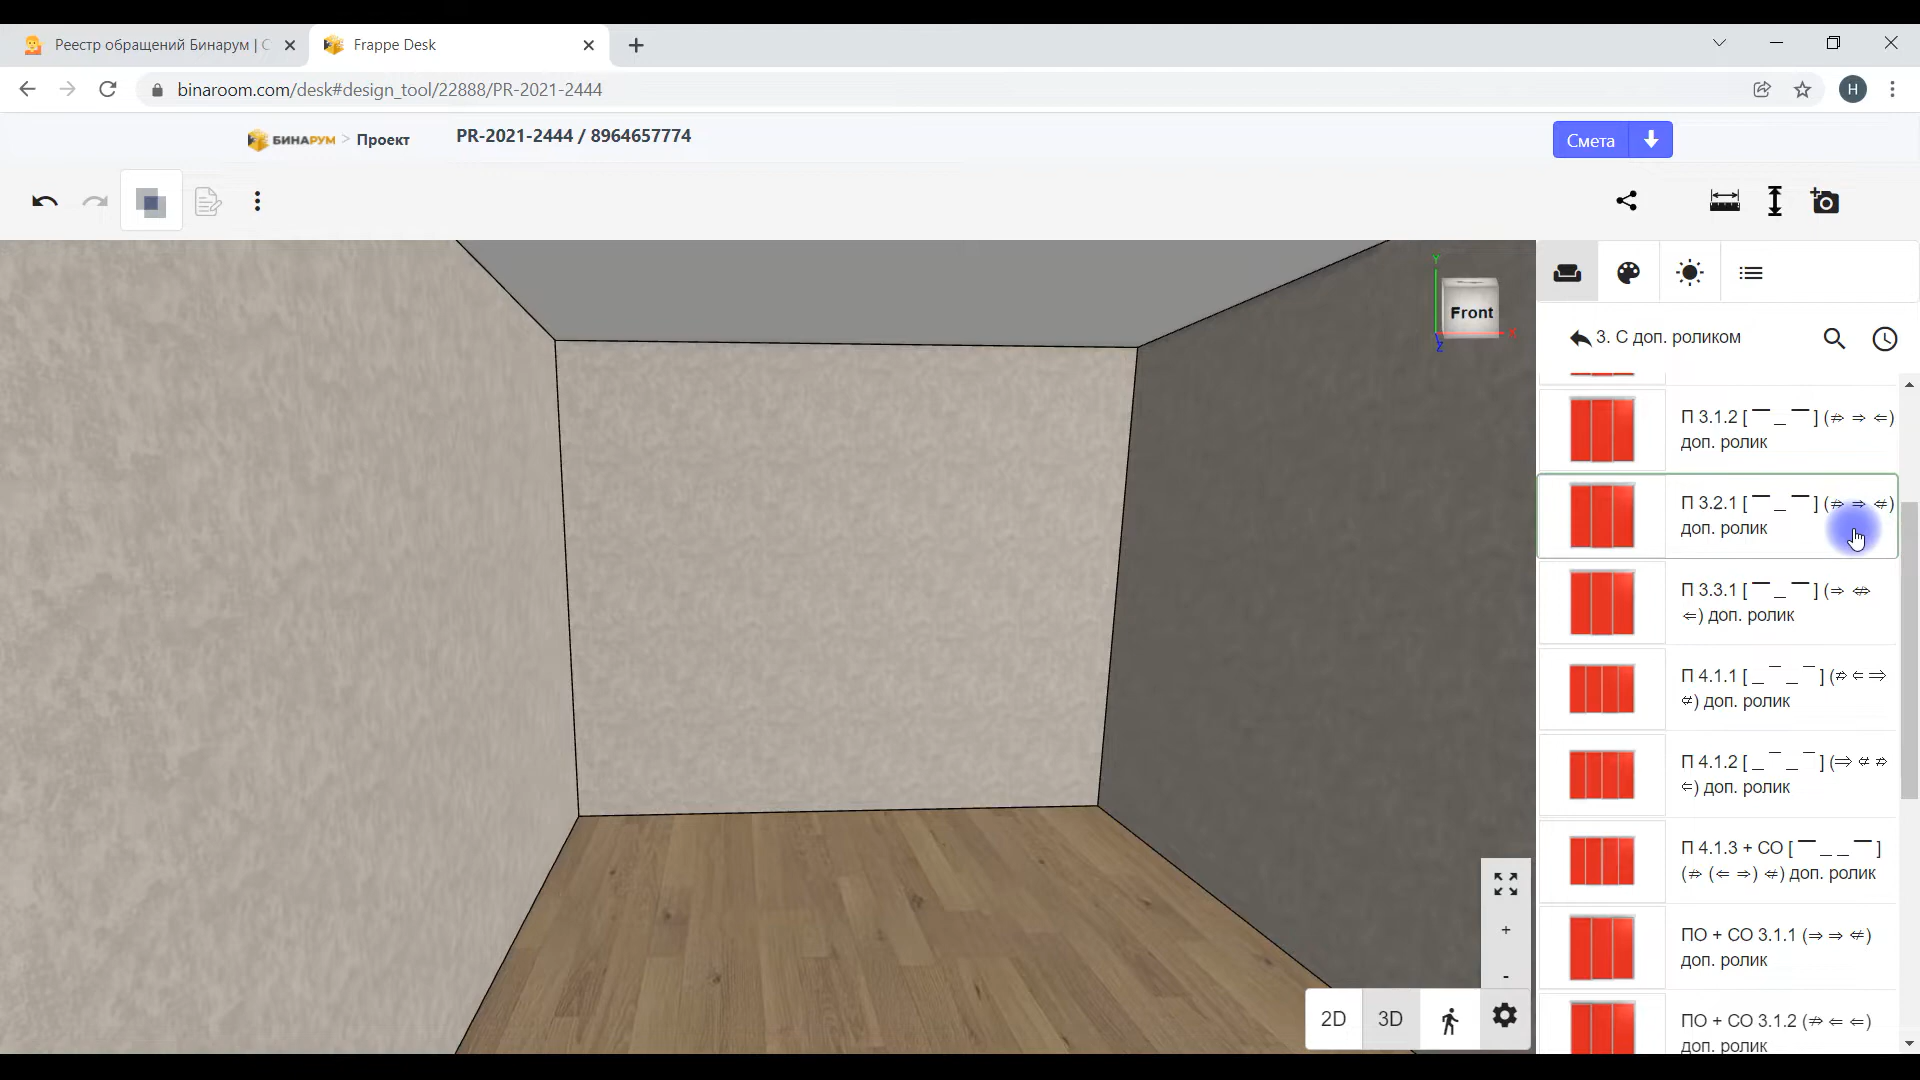 Реестр обращений Бинарум | С
Frappe Desk
binaroom.com/desk#design_tool/22888/PR-2021-2444
H
БИНАРУМ > Проект
PR-2021-2444 / 8964657774
Смета
Y
Front
X
Z
3. С доп. роликом
П 3.1.2 [ ¯ _ ¯ ] (⇏ ⇒ ⇐)
доп. ролик
П 3.2.1 [ ¯ _ ¯ ] (⇏ ⇒ ⇍)
доп. ролик
П 3.3.1 [ ¯ _ ¯ ] (⇒ ⇎
⇐) доп. ролик
П 4.1.1 [ _ ¯ _ ¯ ] (⇏ ⇐ ⇒
⇍) доп. ролик
П 4.1.2 [ _ ¯ _ ¯ ] (⇒ ⇍ ⇏
⇐) доп. ролик
П 4.1.3 + СО [ ¯ _ _ ¯ ]
(⇏ (⇐ ⇒) ⇍) доп. ролик
ПО + СО 3.1.1 (⇒ ⇒ ⇍)
доп. ролик
ПО + СО 3.1.2 (⇏ ⇐ ⇐)
доп. ролик
+
-
2D
3D